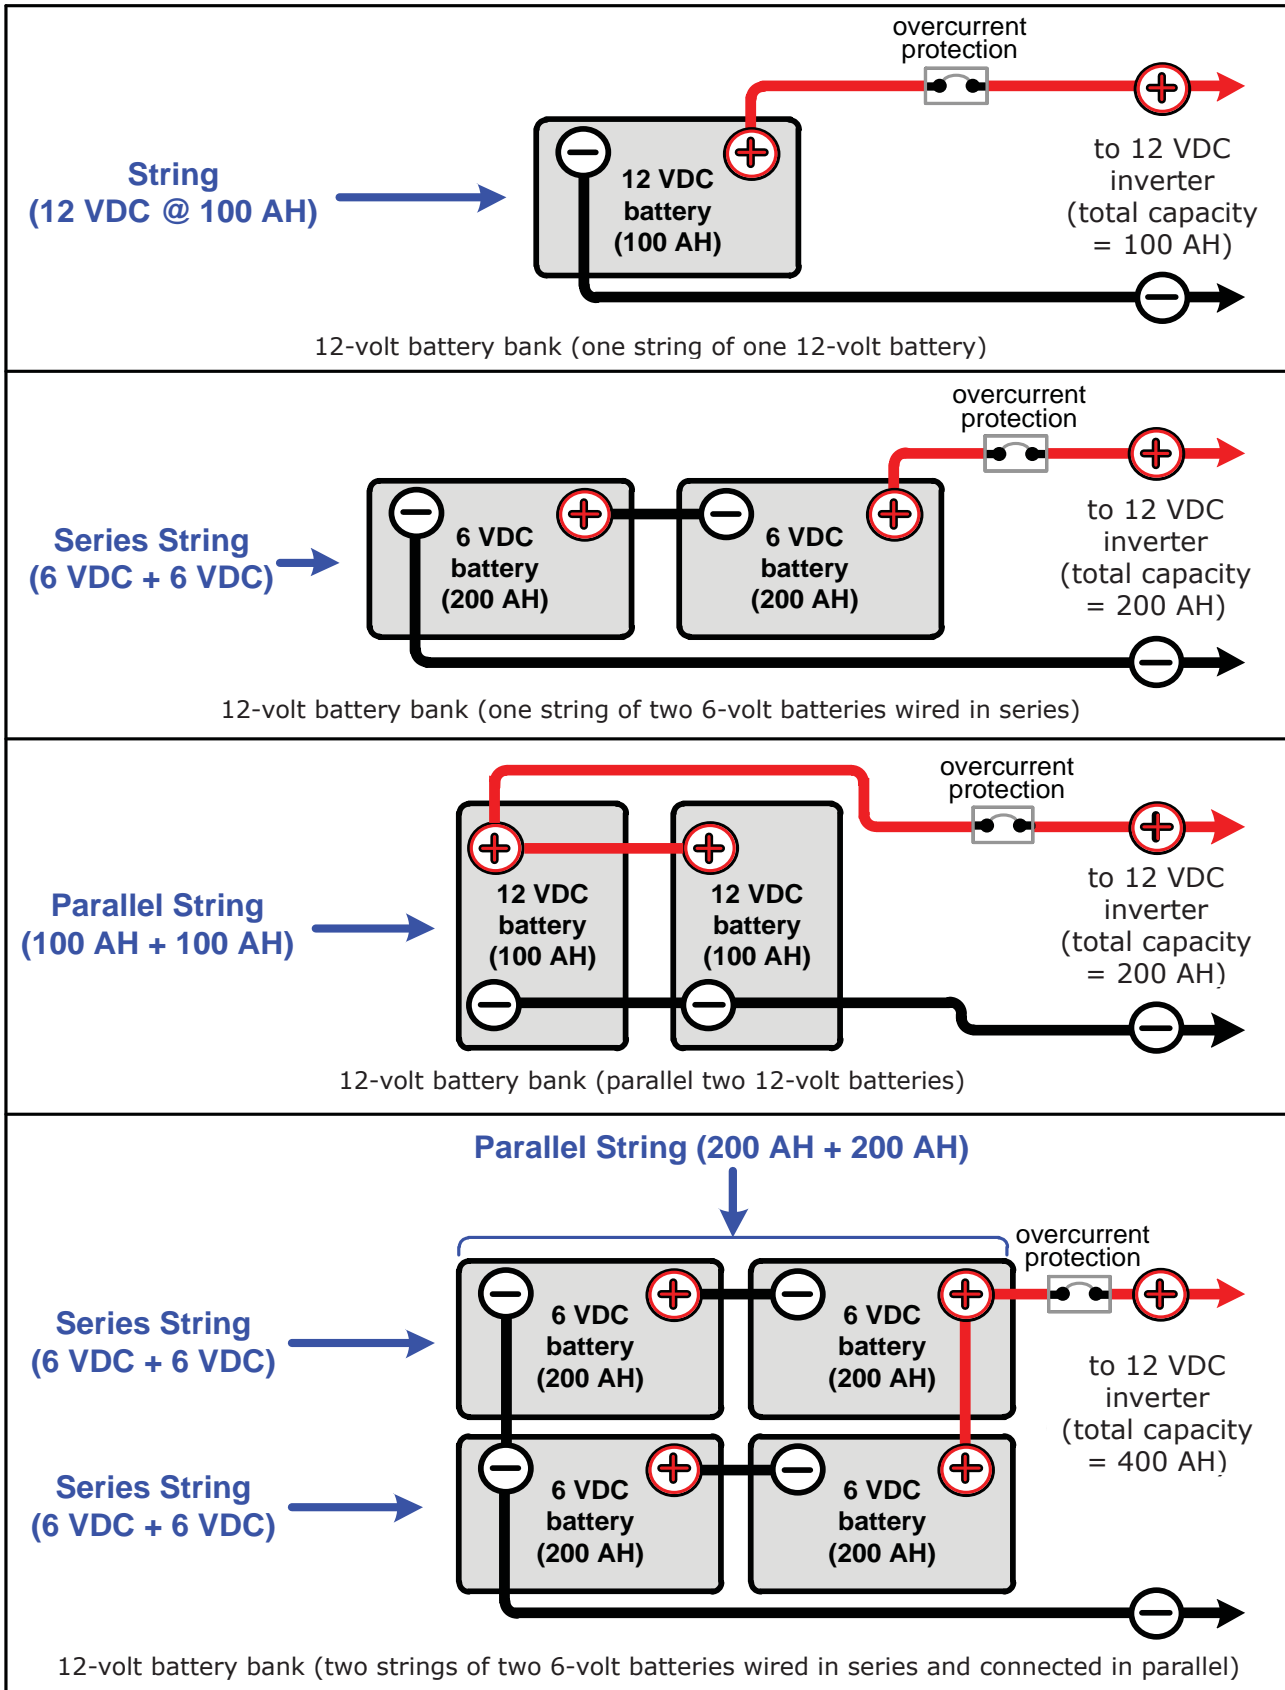 overcurrent
protection
String
(12 VDC @ 100 AH)
12 VDC
battery
(100 AH)
to 12 VDC
inverter
(total capacity
= 100 AH)
12-volt battery bank (one string of one 12-volt battery)
overcurrent
protection
Series String
(6 VDC + 6 VDC)
6 VDC
battery
(200 AH)
6 VDC
battery
(200 AH)
to 12 VDC
inverter
(total capacity
= 200 AH)
12-volt battery bank (one string of two 6-volt batteries wired in series)
overcurrent
protection
Parallel String
(100 AH + 100 AH)
12 VDC
battery
(100 AH)
12 VDC
battery
(100 AH)
to 12 VDC
inverter
(total capacity
= 200 AH)
12-volt battery bank (parallel two 12-volt batteries)
Parallel String (200 AH + 200 AH)
overcurrent
protection
Series String
(6 VDC + 6 VDC)
6 VDC
battery
(200 AH)
6 VDC
battery
(200 AH)
to 12 VDC
inverter
(total capacity
= 400 AH)
Series String
(6 VDC + 6 VDC)
6 VDC
battery
(200 AH)
6 VDC
battery
(200 AH)
12-volt battery bank (two strings of two 6-volt batteries wired in series and connected in parallel)